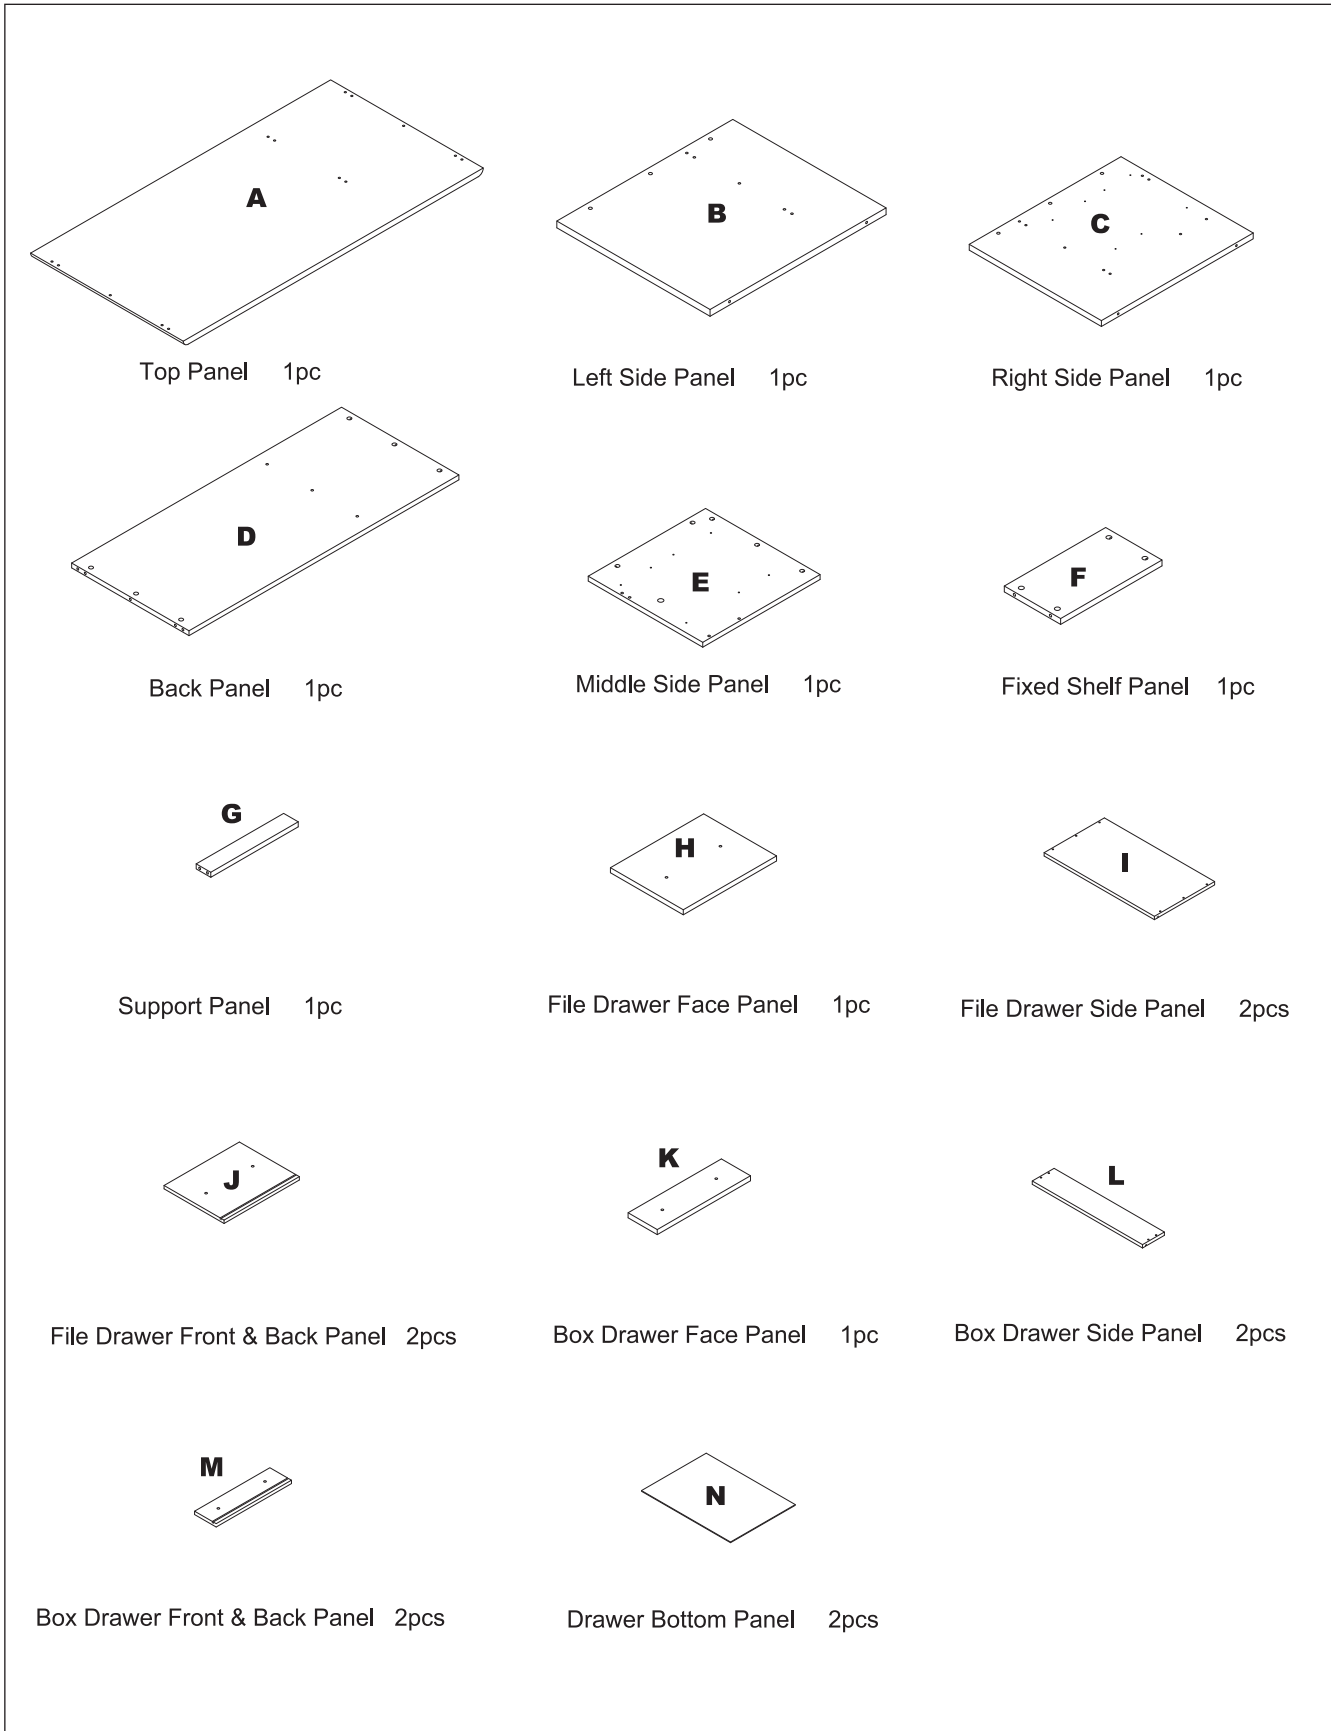 A
B
C
Top Panel 1pc
Left Side Panel 1pc
Right Side Panel 1pc
D
E
F
Back Panel 1pc
Middle Side Panel 1pc
Fixed Shelf Panel 1pc
G
H
I
Support Panel 1pc
File Drawer Face Panel 1pc
File Drawer Side Panel 2pcs
J
K
L
File Drawer Front & Back Panel 2pcs
Box Drawer Face Panel 1pc
Box Drawer Side Panel 2pcs
M
N
Box Drawer Front & Back Panel 2pcs
Drawer Bottom Panel 2pcs